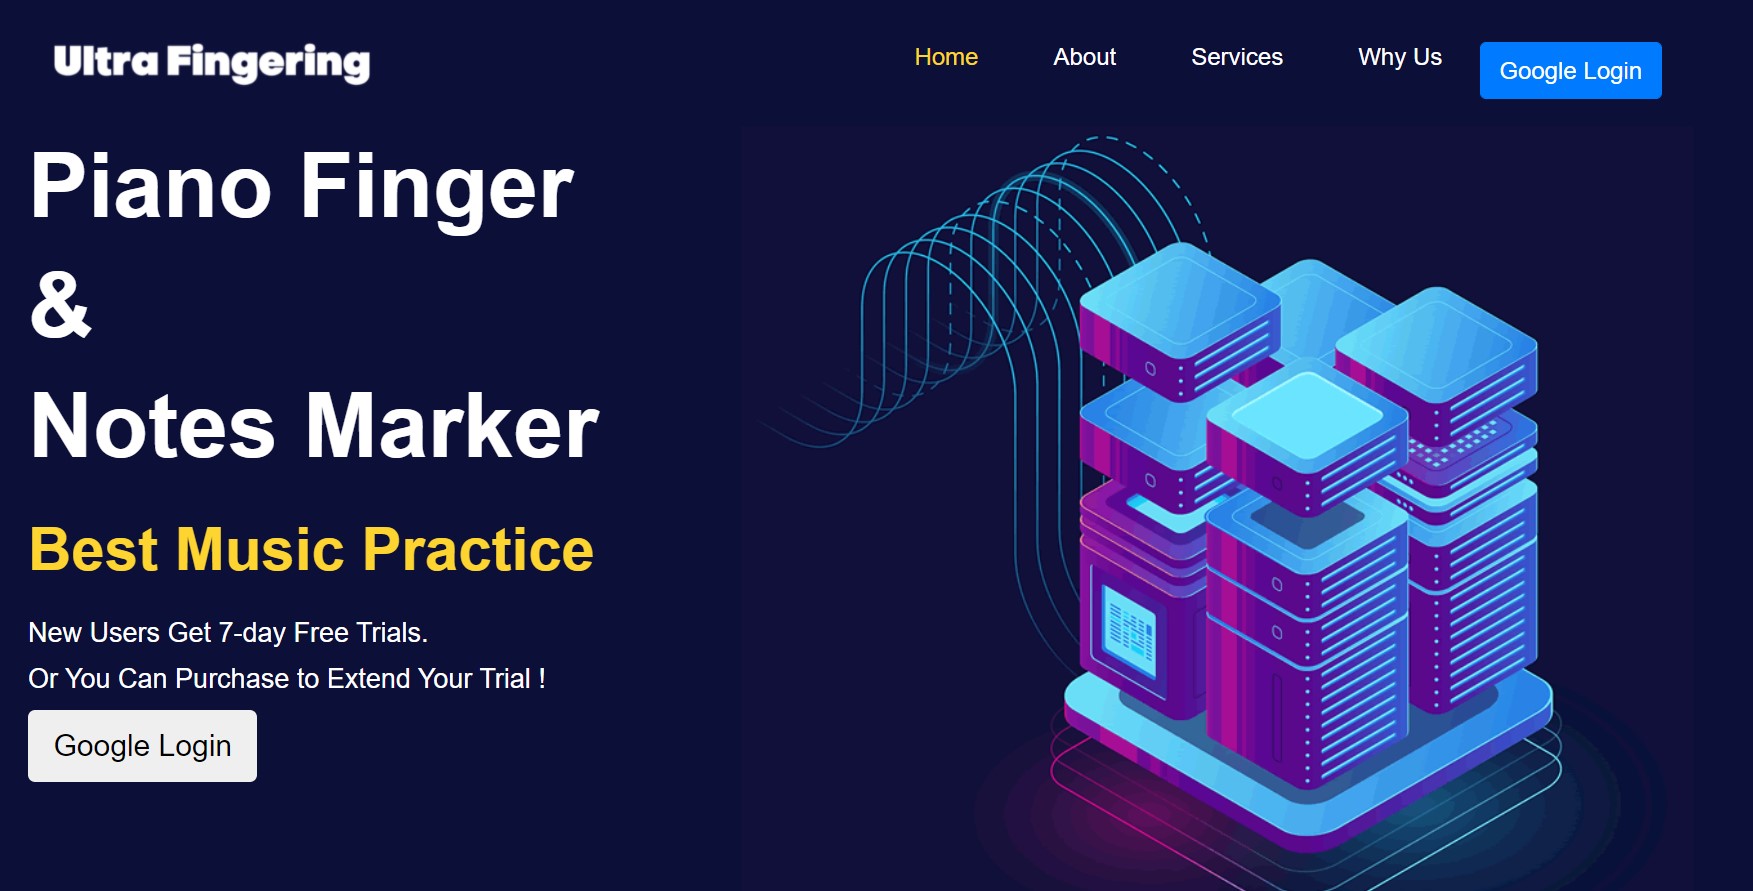 Ultra Fingering
Home
About
Services
Why Us
Google Login
Piano Finger
&
Notes Marker
Best Music Practice
New Users Get 7-day Free Trials.
Or You Can Purchase to Extend Your Trial !
Google Login